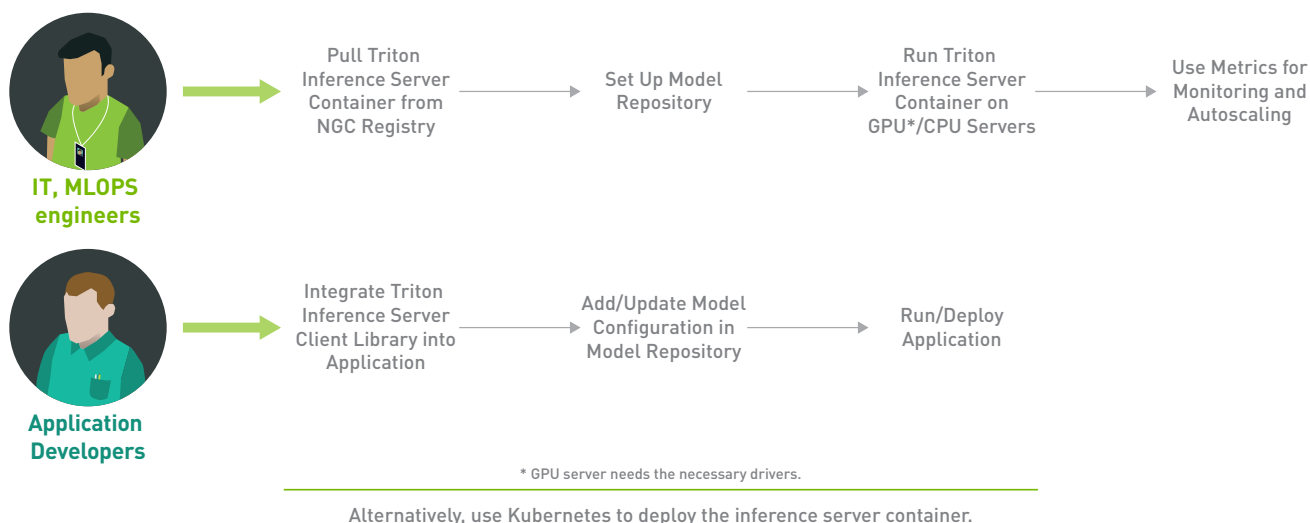 Pull Triton
Inference Server
Container from
NGC Registry
Set Up Model
Repository
Run Triton
Inference Server
Container on
GPU*/CPU Servers
Use Metrics for
Monitoring and
Autoscaling
IT, MLOPS
engineers
Integrate Triton
Inference Server
Client Library into
Application
Add/Update Model
Configuration in
Model Repository
Run/Deploy
Application
Application
Developers
* GPU server needs the necessary drivers.
Alternatively, use Kubernetes to deploy the inference server container.